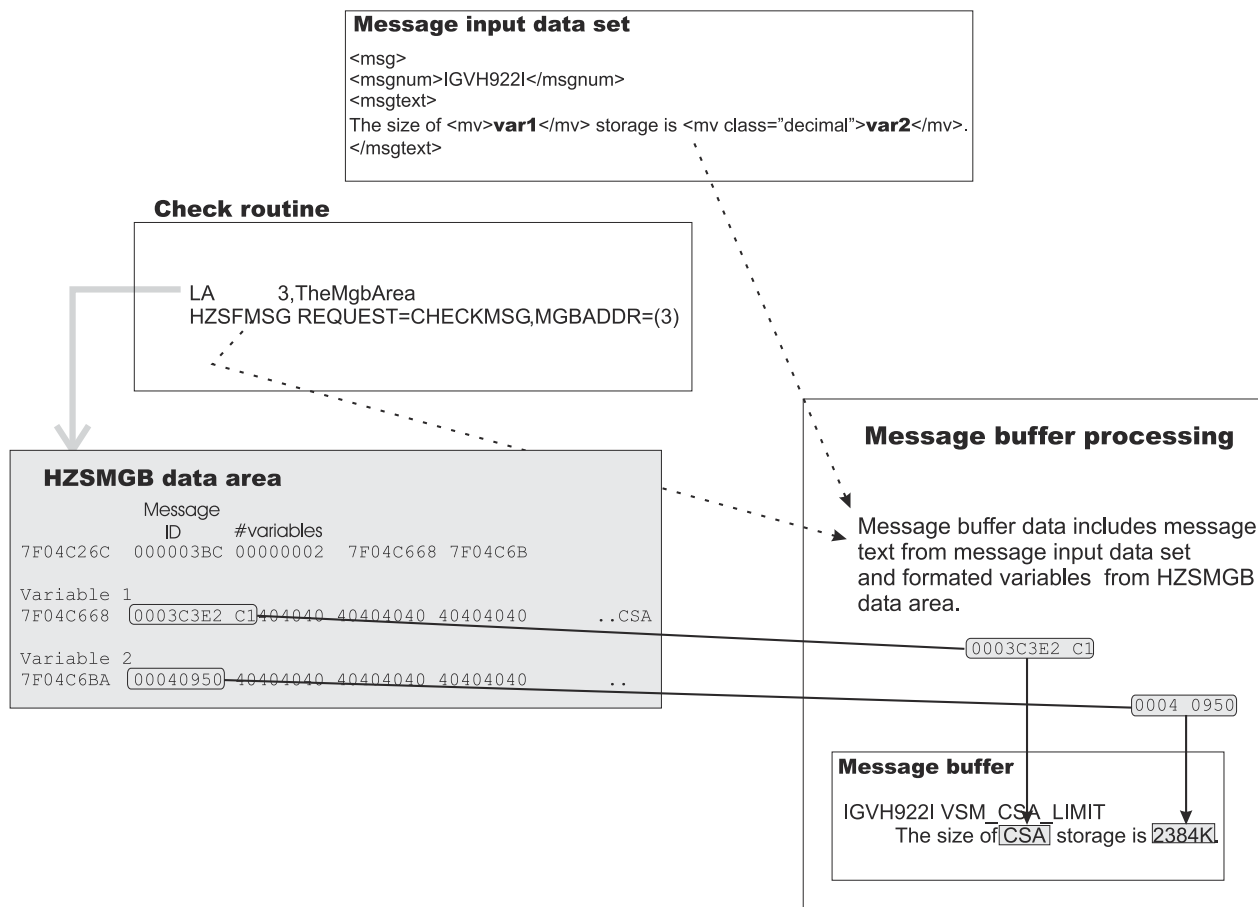 Message input data set
<msg>
<msgnum>IGVH922I</msgnum>
<msgtext>
The size of <mv>var1</mv> storage is <mv class=”decimal”>var2</mv>.
</msgtext>
Check routine
LA 3,TheMgbArea
HZSFMSG REQUEST=CHECKMSG,MGBADDR=(3)
HZSMGB data area
Message
ID #variables
7F04C26C 000003BC 00000002 7F04C668 7F04C6B
Variable 1
7F04C668 0003C3E2 C1404040 40404040 40404040 ..CSA
Variable 2
7F04C6BA 00040950 40404040 40404040 40404040 ..
Message buffer processing
Message buffer data includes message
text from message input data set
and formated variables from HZSMGB
data area.
0003C3E2 C1
0004 0950
Message buffer
IGVH922I VSM_CSA_LIMIT
The size of CSA storage is 2384K.